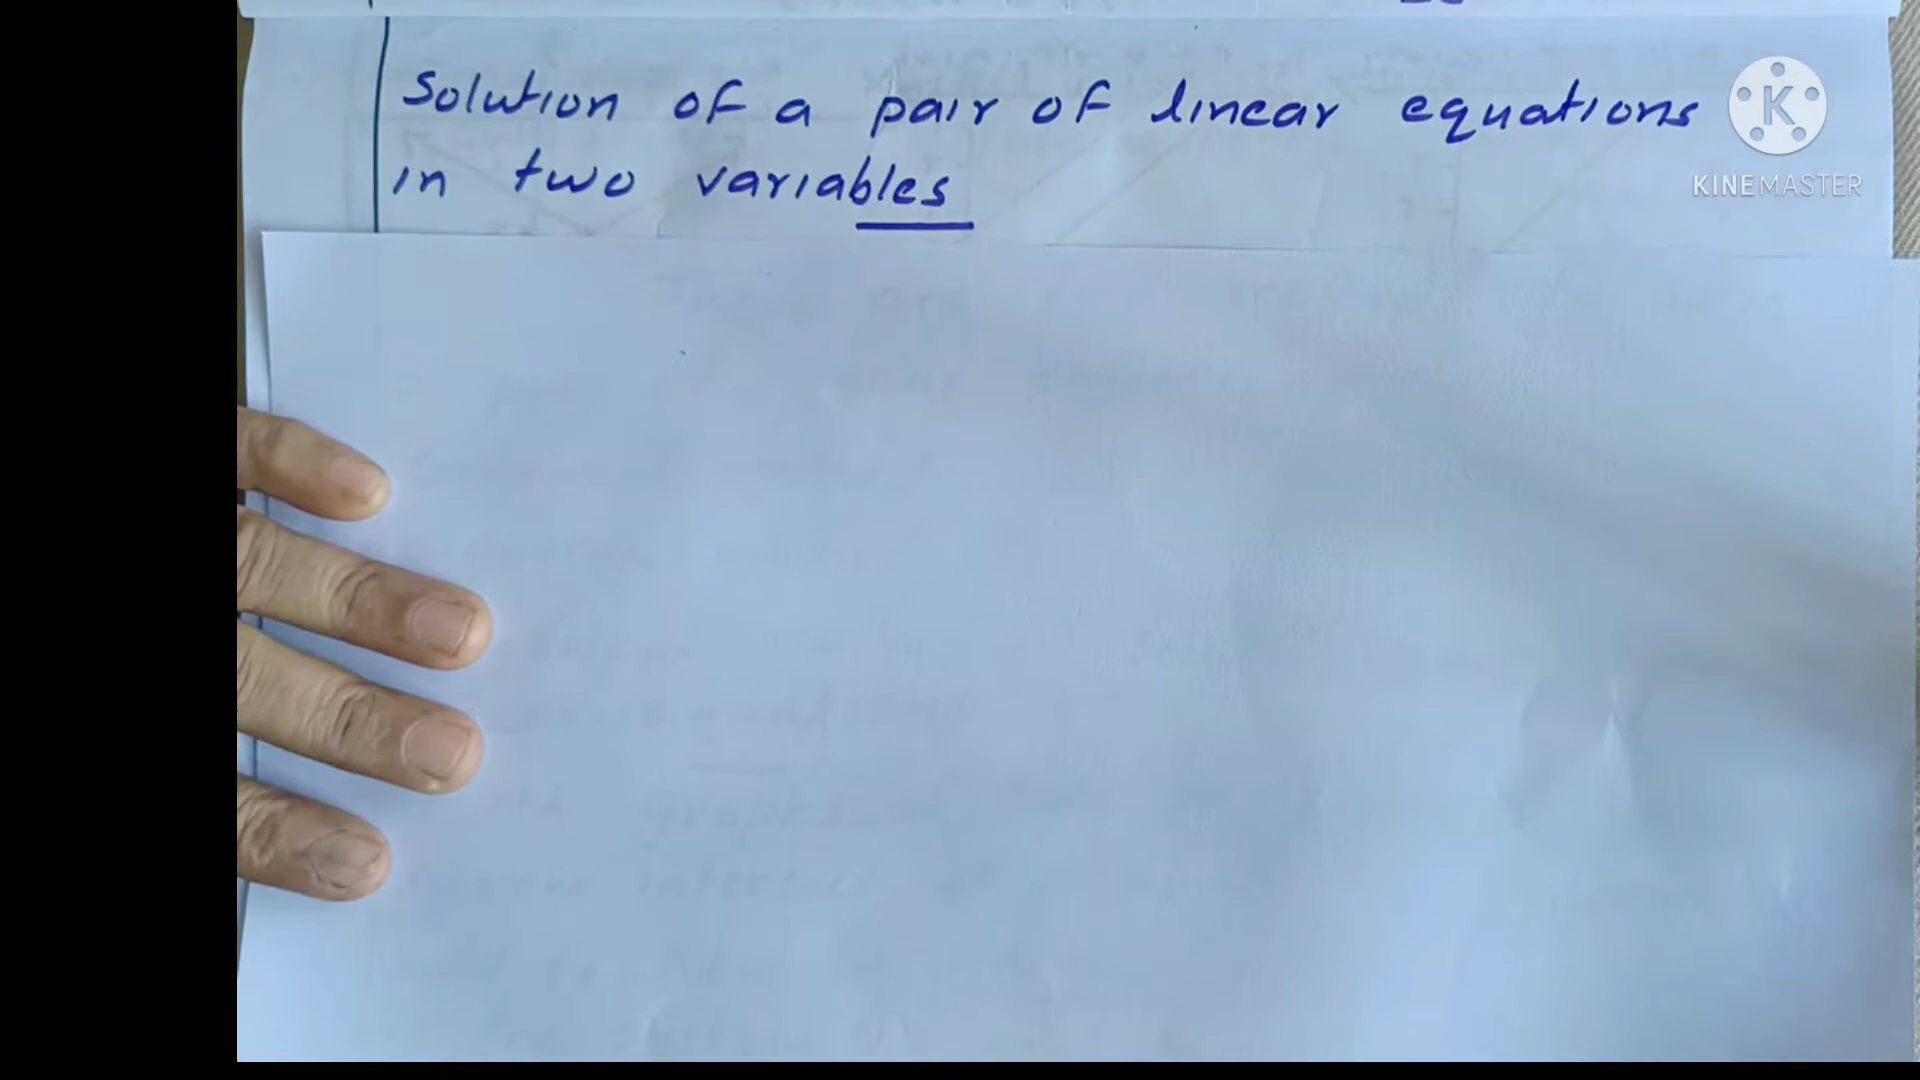 Solution of a pair of linear equations
in two variables
KINEMASTER